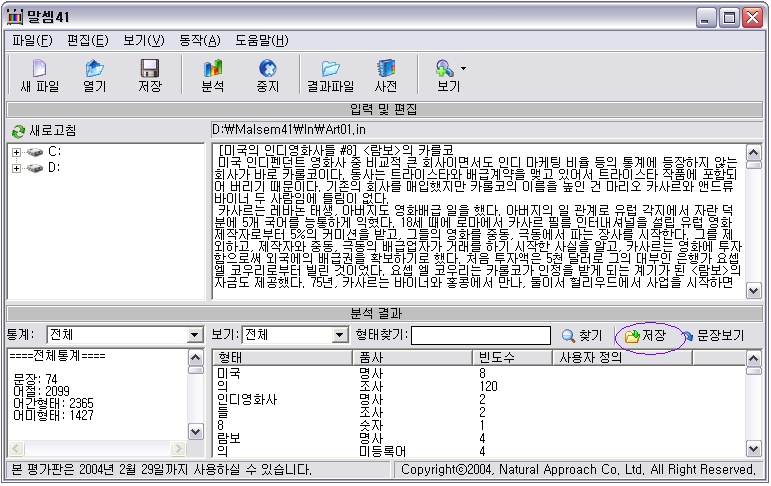 말셈41
파일(F) 편집(E) 보기(V) 동작(A) 도움말(H)
새 파일 열기 저장 분석 중지 결과파일 사전 보기
입력 및 편집
새로고침
D:₩Malsem41₩In₩Art01.in
C:
D:
[미국의 인디영화사들 #8] <람보>의 카롤코
미국 인디펜던트 영화사 중 비교적 큰 회사이면서도 인디 마케팅 비율 등의 통계에 등장하지 않는
회사가 바로 카롤코이다. 동사는 트라이스타와 배급계약을 맺고 있어서 트라이스타 작품에 포함되
어 버리기 때문이다. 기존의 회사를 매입했지만 카롤코의 이름을 높인 건 마리오 카사르와 앤드류
바이너 두 사람임에 틀림이 없다.
카사르는 레바논 태생, 아버지도 영화배급 일을 했다. 아버지의 일 관계로 유럽 각지에서 자란 덕
분에 5개 국어를 능통하게 익혔다. 18세 때에 로마에서 카사르 필름 인터내셔널을 설립 유럽 영화
제작자로부터 5%의 커미션을 받고, 그들의 영화를 중동, 극동에서 파는 장사를 시작한다. 그를 제
외하고, 제작자와 중동, 극동의 배급업자가 거래를 하기 시작한 사실을 알고, 카사르는 영화에 투자
함으로써 외국에의 배급권을 확보하기로 했다. 처음 투자액은 5천 달러로 그의 대부인 은행가 요셉
엘 코우리로부터 빌린 것이었다. 요셉 엘 코우리는 카롤코가 인정을 받게 되는 계기가 된 <람보>의
자금도 제공했다. 75년, 카사르는 바이너와 홍콩에서 만나, 둘이서 헐리우드에서 사업을 시작하면
분석 결과
통계: 전체 보기: 전체 형태찾기: 찾기 저장 문장보기
====전체통계====
문장: 74
어절: 2099
어간형태: 2365
어미형태: 1427
형태 품사 빈도수 사용자 정의
미국 명사 8
의 조사 120
인디영화사 명사 2
들 조사 2
8 숫자 1
람보 명사 4
의 미등록어 4
본 평가판은 2004년 2월 29일까지 사용하실 수 있습니다.
Copyright©2004, Natural Approach Co, Ltd, All Right Reserved.